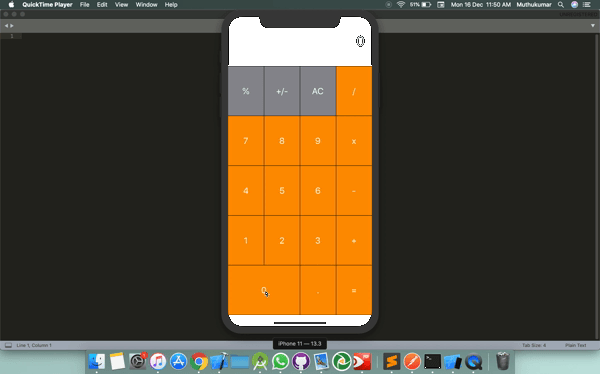 QuickTime Player File Edit View Window Help 51% Mon 16 Dec 11:50 AM Muthukumar
1
0
% +/- AC /
7 8 9 x
4 5 6 -
1 2 3 +
0 . =
iPhone 11 — 13.3
Line 1, Column 1 Tab Size: 4 Plain Text